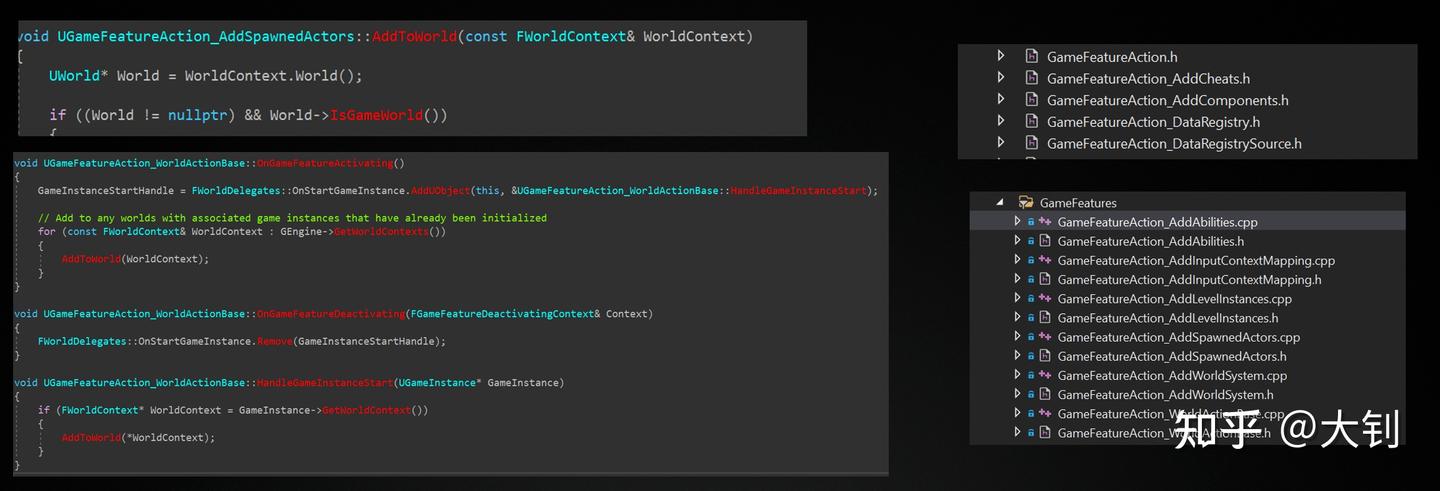 void UGameFeatureAction_AddSpawnedActors::AddToWorld(const FWorldContext& WorldContext)
{
UWorld* World = WorldContext.World();
if ((World != nullptr) && World->IsGameWorld())
{
void UGameFeatureAction_WorldActionBase::OnGameFeatureActivating()
{
GameInstanceStartHandle = FWorldDelegates::OnStartGameInstance.AddUObject(this, &UGameFeatureAction_WorldActionBase::HandleGameInstanceStart);
// Add to any worlds with associated game instances that have already been initialized
for (const FWorldContext& WorldContext : GEngine->GetWorldContexts())
{
AddToWorld(WorldContext);
}
}
void UGameFeatureAction_WorldActionBase::OnGameFeatureDeactivating(FGameFeatureDeactivatingContext& Context)
{
FWorldDelegates::OnStartGameInstance.Remove(GameInstanceStartHandle);
}
void UGameFeatureAction_WorldActionBase::HandleGameInstanceStart(UGameInstance* GameInstance)
{
if (FWorldContext* WorldContext = GameInstance->GetWorldContext())
{
AddToWorld(*WorldContext);
}
}
GameFeatureAction.h
GameFeatureAction_AddCheats.h
GameFeatureAction_AddComponents.h
GameFeatureAction_DataRegistry.h
GameFeatureAction_DataRegistrySource.h
GameFeatures
GameFeatureAction_AddAbilities.cpp
GameFeatureAction_AddAbilities.h
GameFeatureAction_AddInputContextMapping.cpp
GameFeatureAction_AddInputContextMapping.h
GameFeatureAction_AddLevelInstances.cpp
GameFeatureAction_AddLevelInstances.h
GameFeatureAction_AddSpawnedActors.cpp
GameFeatureAction_AddSpawnedActors.h
GameFeatureAction_AddWorldSystem.cpp
GameFeatureAction_AddWorldSystem.h
GameFeatureAction_WorldActionBase.cpp
GameFeatureAction_WorldActionBase.h
知乎 @大钊